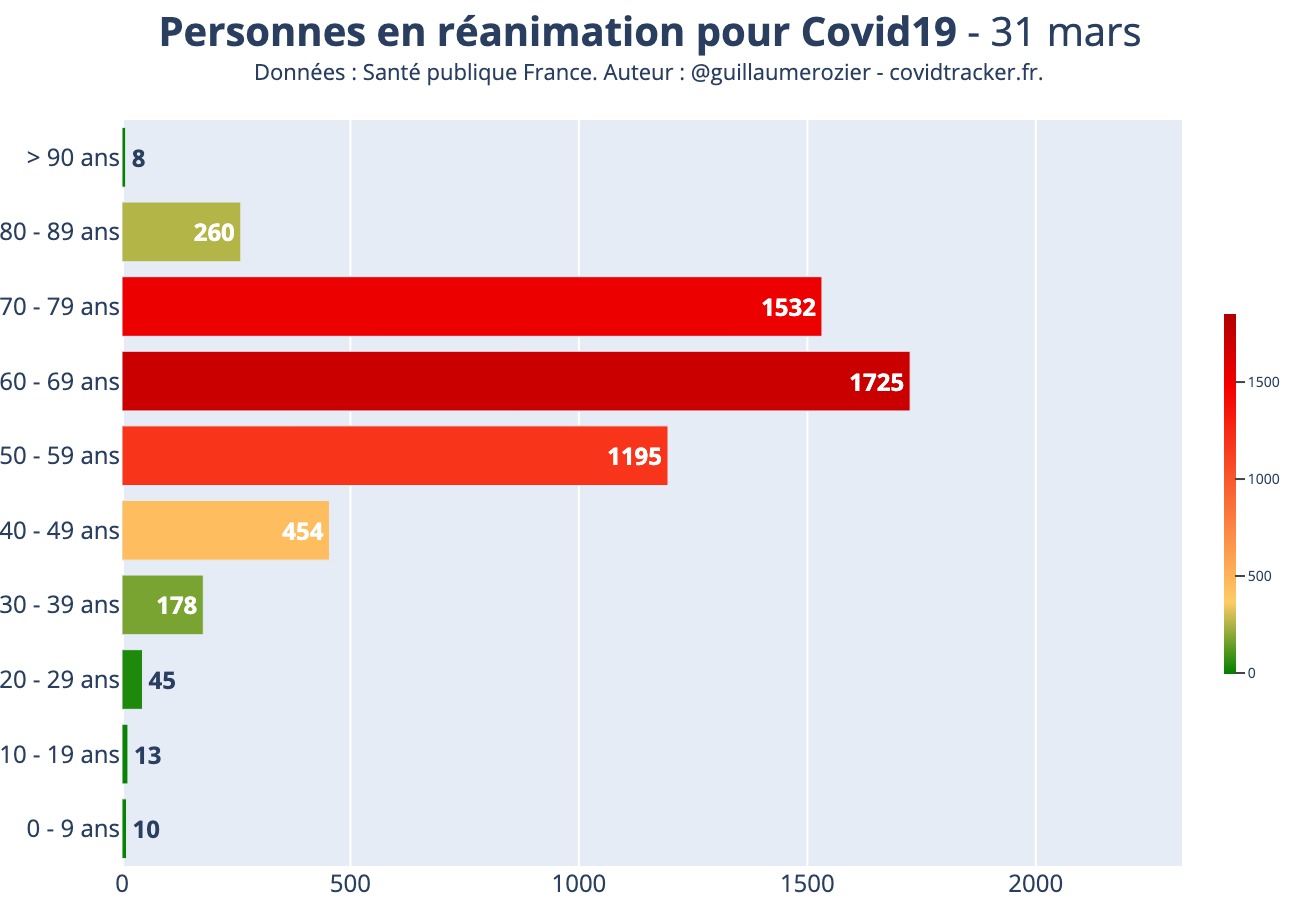 Personnes en réanimation pour Covid19 - 31 mars
Données : Santé publique France. Auteur : @guillaumerozier - covidtracker.fr.
> 90 ans 8
80 - 89 ans 260
70 - 79 ans 1532
60 - 69 ans 1725
50 - 59 ans 1195
40 - 49 ans 454
30 - 39 ans 178
20 - 29 ans 45
10 - 19 ans 13
0 - 9 ans 10
0 500 1000 1500 2000
1500
1000
500
0